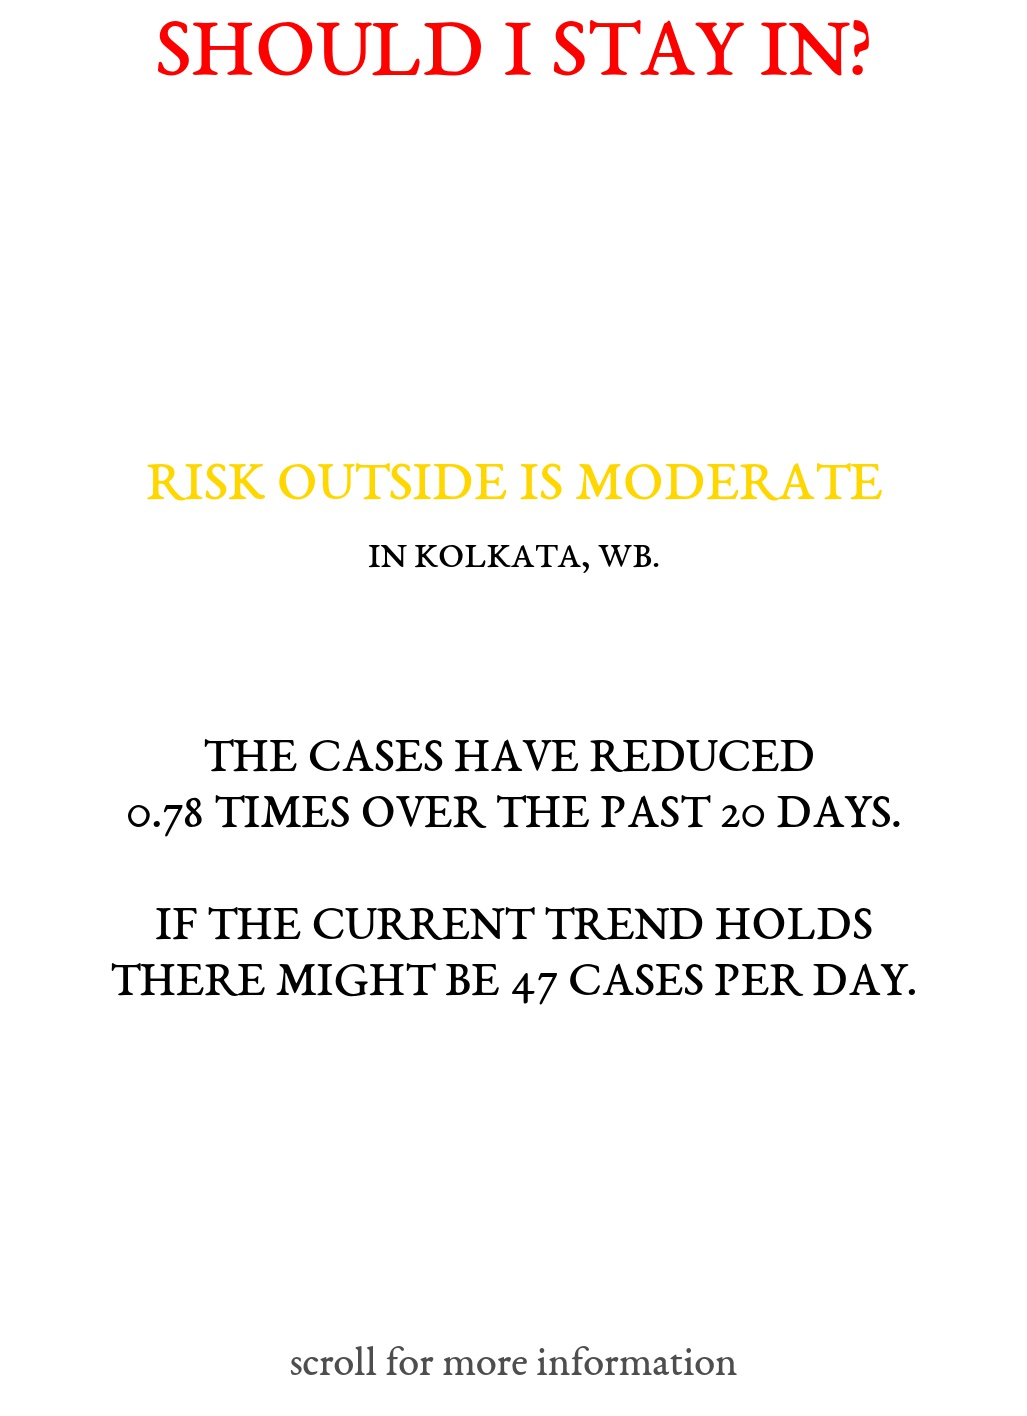 SHOULD I STAY IN?
RISK OUTSIDE IS MODERATE
IN KOLKATA, WB.
THE CASES HAVE REDUCED
0.78 TIMES OVER THE PAST 20 DAYS.
IF THE CURRENT TREND HOLDS
THERE MIGHT BE 47 CASES PER DAY.
scroll for more information